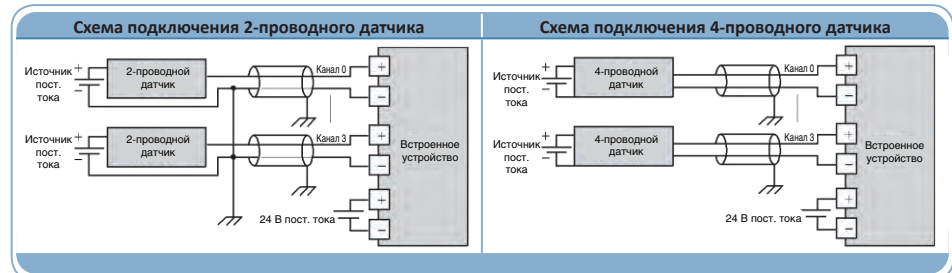 Схема подключения 2-проводного датчика
Источник
пост.
тока
+
−
2-проводной
датчик
Канал 0
+
−
Источник
пост.
тока
+
−
2-проводной
датчик
Канал 3
+
−
Встроенное
устройство
24 В пост. тока
+
−
Схема подключения 4-проводного датчика
Источник
пост.
тока
+
−
4-проводной
датчик
Канал 0
+
−
Источник
пост.
тока
+
−
4-проводной
датчик
Канал 3
+
−
Встроенное
устройство
24 В пост. тока
+
−